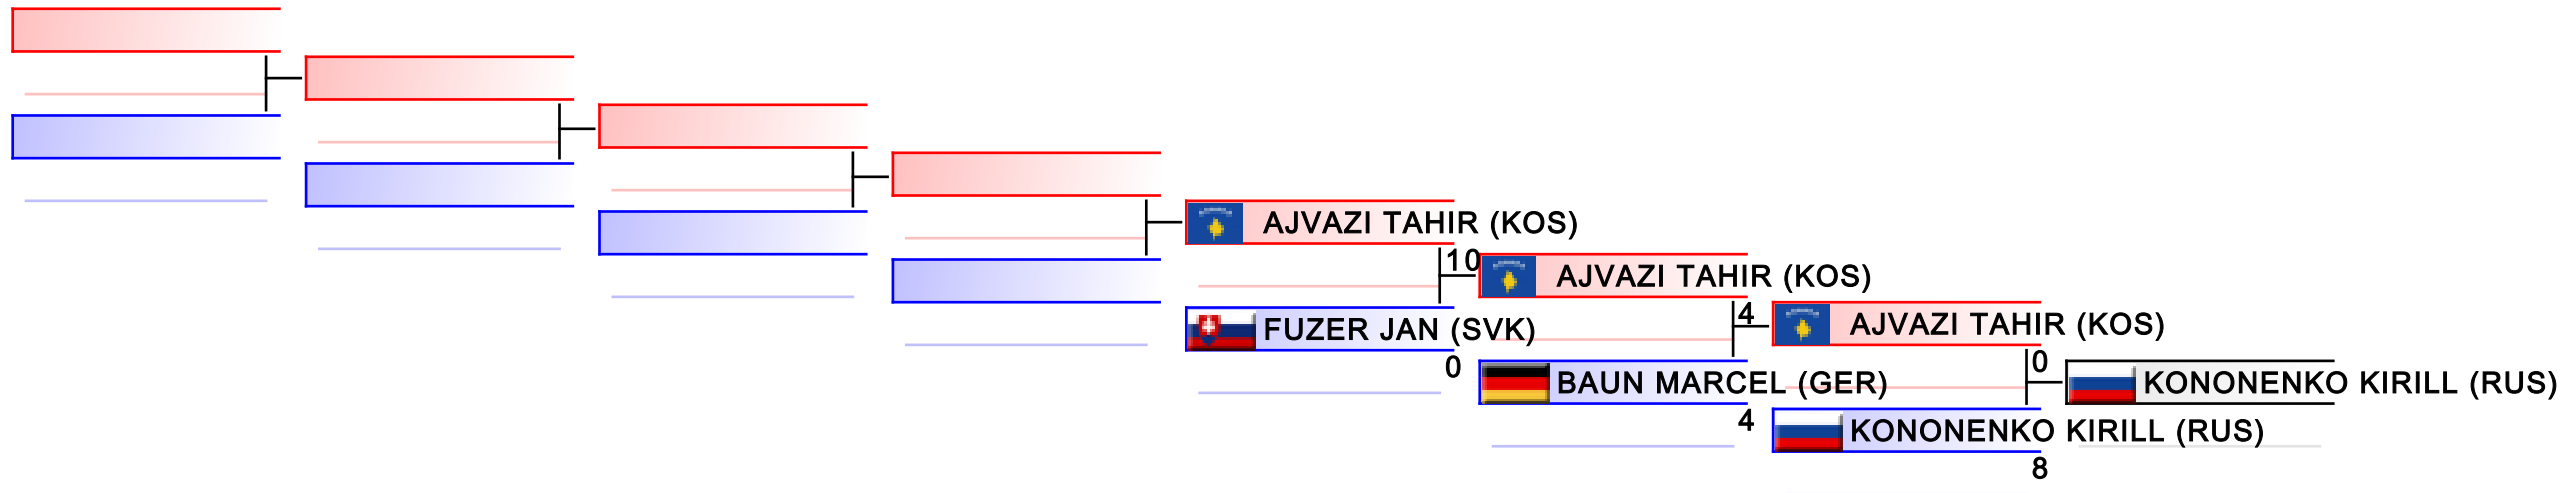 AJVAZI TAHIR (KOS)
10
AJVAZI TAHIR (KOS)
4
AJVAZI TAHIR (KOS)
FUZER JAN (SVK)
0
0
BAUN MARCEL (GER)
4
KONONENKO KIRILL (RUS)
KONONENKO KIRILL (RUS)
8